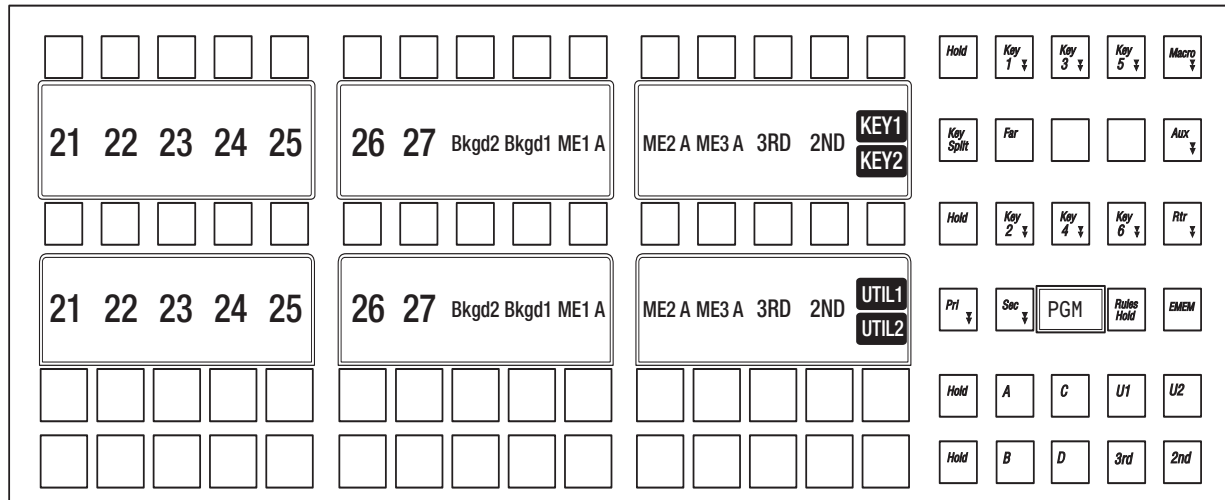 Hold Key 1 Key 3 Key 5 Macro
21 22 23 24 25 26 27 Bkgd2 Bkgd1 ME1 A ME2 A ME3 A 3RD 2ND KEY1 KEY2
Key Split Far Aux
Hold Key 2 Key 4 Key 6 Rtr
21 22 23 24 25 26 27 Bkgd2 Bkgd1 ME1 A ME2 A ME3 A 3RD 2ND UTIL1 UTIL2
Pri Sec PGM Rules Hold EMEM
Hold A C U1 U2
Hold B D 3rd 2nd